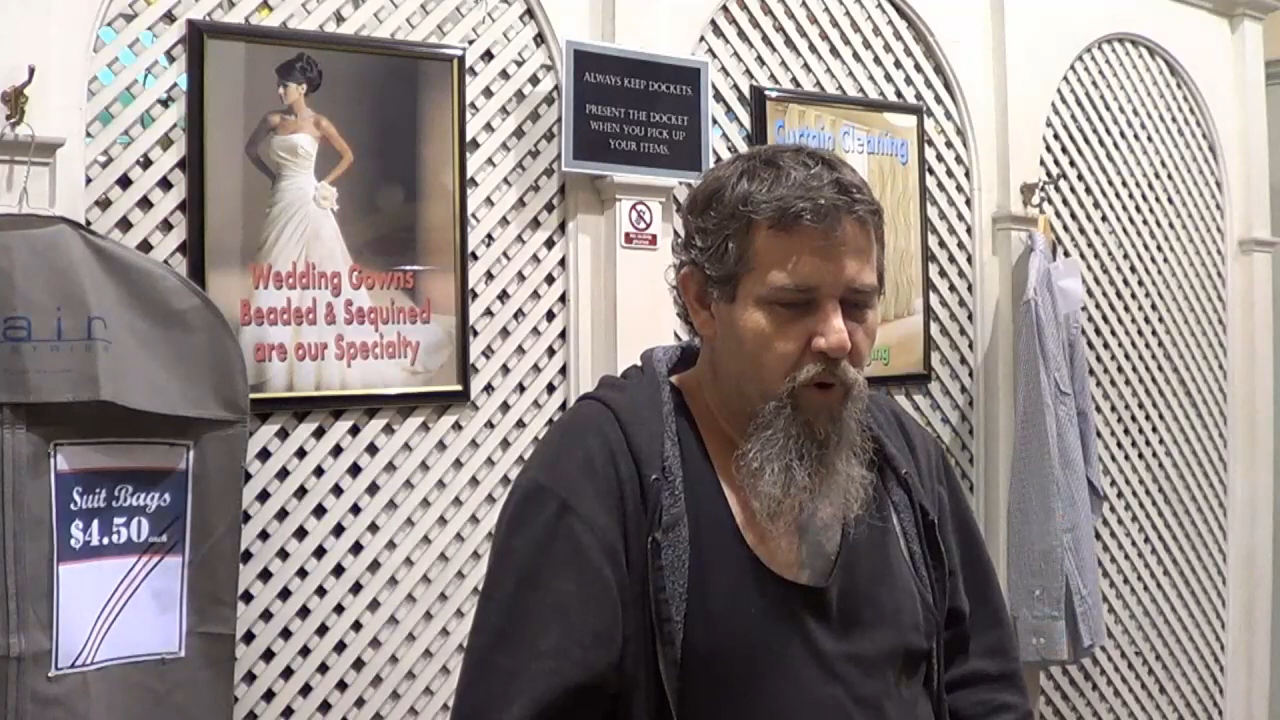 ALWAYS KEEP DOCKETS.
PRESENT THE DOCKET
WHEN YOU PICK UP
YOUR ITEMS.
Curtain Cleaning
Wedding Gowns
Beaded & Sequined
are our Specialty
air
Suit Bags
$4.50 each